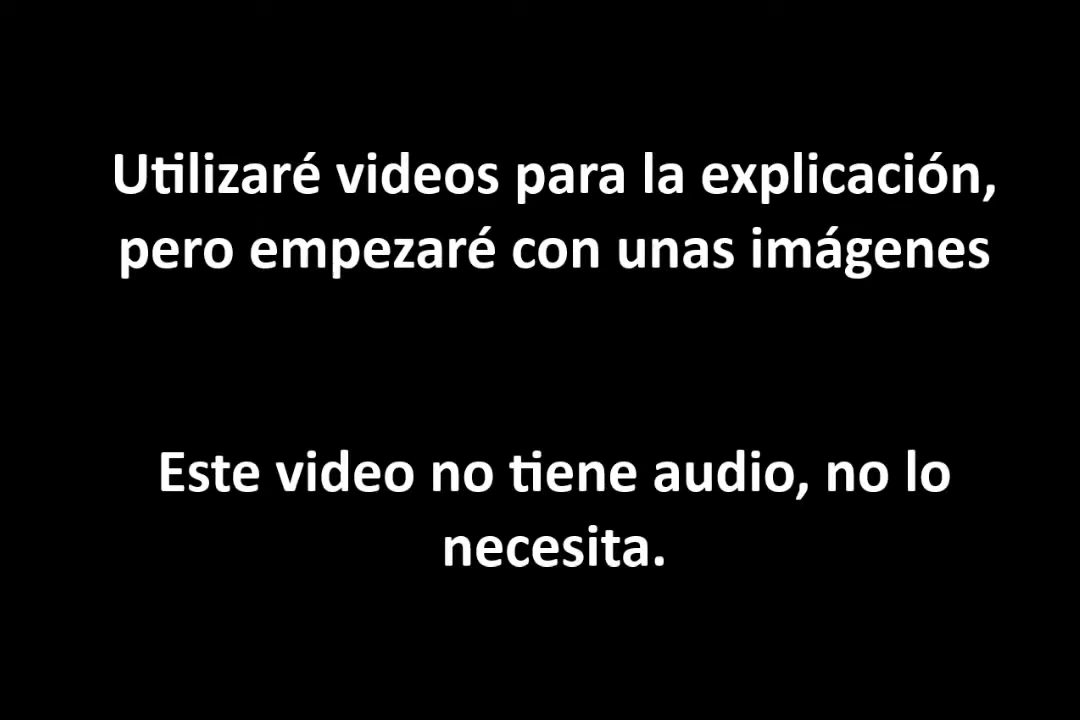 Utilizaré videos para la explicación,
pero empezaré con unas imágenes
Este video no tiene audio, no lo
necesita.